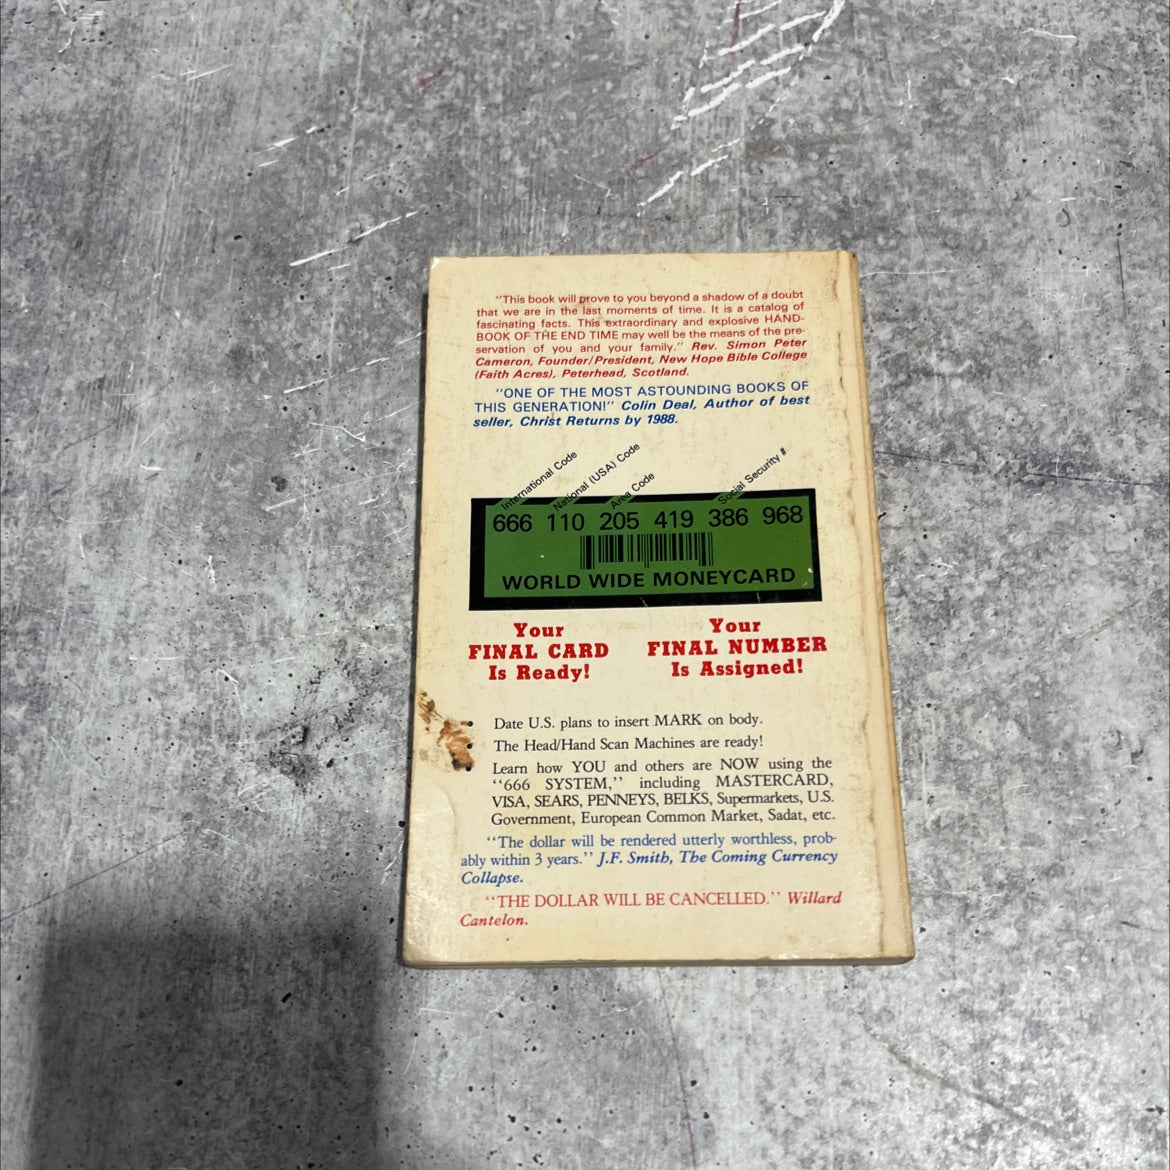 "This book will prove to you beyond a shadow of a doubt
that we are in the last moments of time. It is a catalog of
fascinating facts. This extraordinary and explosive HAND-
BOOK OF THE END TIME may well be the means of the pre-
servation of you and your family." Rev. Simon Peter
Cameron, Founder/President, New Hope Bible College
(Faith Acres), Peterhead, Scotland.
"ONE OF THE MOST ASTOUNDING BOOKS OF
THIS GENERATION!" Colin Deal, Author of best
seller, Christ Returns by 1988.
International Code
National (USA) Code
Area Code
Social Security #
666 110 205 419 386 968
WORLD WIDE MONEYCARD
Your
FINAL CARD
Is Ready!
Your
FINAL NUMBER
Is Assigned!
• Date U.S. plans to insert MARK on body.
• The Head/Hand Scan Machines are ready!
• Learn how YOU and others are NOW using the
"666 SYSTEM," including MASTERCARD,
VISA, SEARS, PENNEYS, BELKS, Supermarkets, U.S.
Government, European Common Market, Sadat, etc.
"The dollar will be rendered utterly worthless, prob-
ably within 3 years." J.F. Smith, The Coming Currency
Collapse.
"THE DOLLAR WILL BE CANCELLED." Willard
Cantelon.